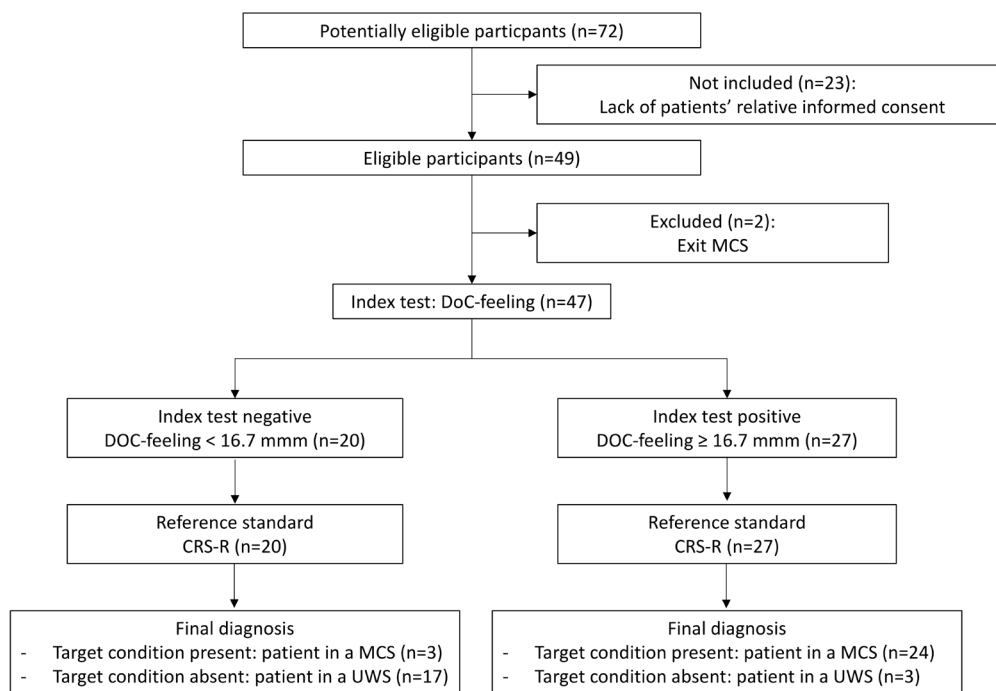 Potentially eligible particpants (n=72)
Not included (n=23):
Lack of patients’ relative informed consent
Eligible participants (n=49)
Excluded (n=2):
Exit MCS
Index test: DoC-feeling (n=47)
Index test negative
DOC-feeling < 16.7 mmm (n=20)
Index test positive
DOC-feeling ≥ 16.7 mmm (n=27)
Reference standard
CRS-R (n=20)
Reference standard
CRS-R (n=27)
Final diagnosis
- Target condition present: patient in a MCS (n=3)
- Target condition absent: patient in a UWS (n=17)
Final diagnosis
- Target condition present: patient in a MCS (n=24)
- Target condition absent: patient in a UWS (n=3)